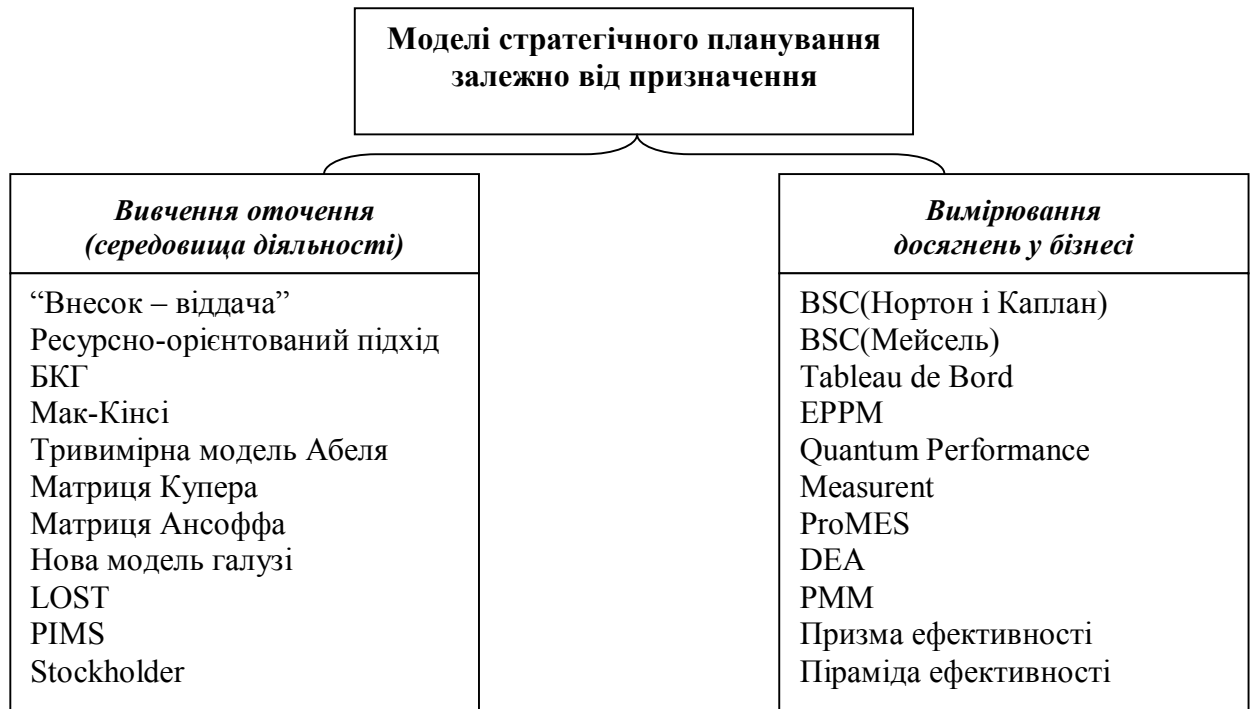 Моделі стратегічного планування
залежно від призначення
Вивчення оточення
(середовища діяльності)
“Внесок – віддача”
Ресурсно-орієнтований підхід
БКГ
Мак-Кінсі
Тривимірна модель Абеля
Матриця Купера
Матриця Ансоффа
Нова модель галузі
LOST
PIMS
Stockholder
Вимірювання
досягнень у бізнесі
BSC(Нортон і Каплан)
BSC(Мейсель)
Tableau de Bord
EPPM
Quantum Performance
Measurent
ProMES
DEA
PMM
Призма ефективності
Піраміда ефективності